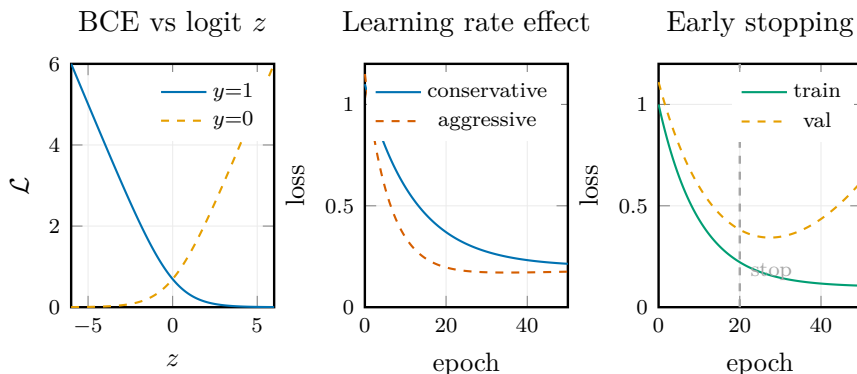 BCE vs logit z
6
4
2
0
−5
0
5
ℒ
z
y=1
y=0
Learning rate effect
1
0.5
0
0
20
40
loss
epoch
conservative
aggressive
Early stopping
1
0.5
0
0
20
40
loss
epoch
train
val
stop